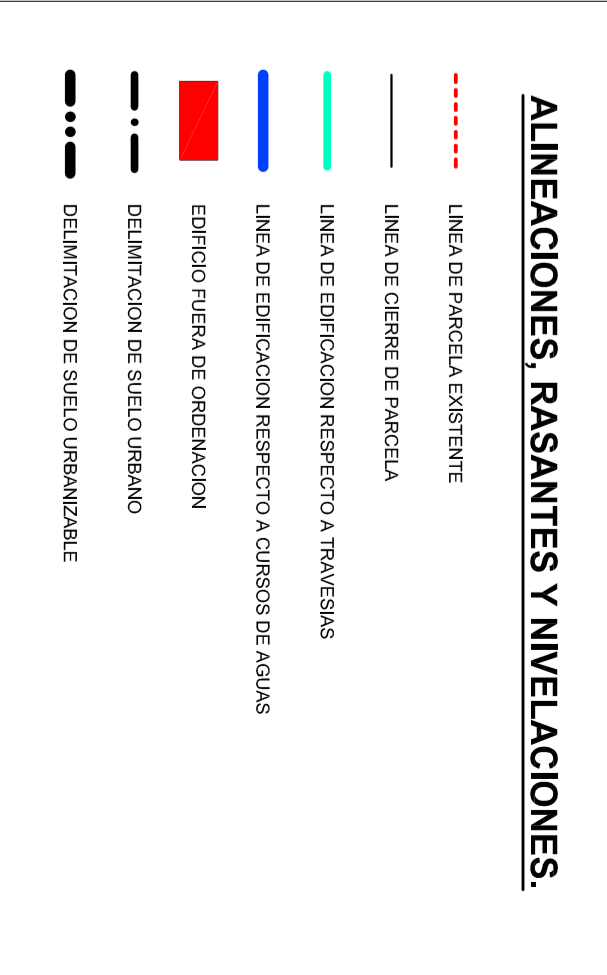 ALINEACIONES, RASANTES Y NIVELACIONES.
LINEA DE PARCELA EXISTENTE
LINEA DE CIERRE DE PARCELA
LINEA DE EDIFICACION RESPECTO A TRAVESIAS
LINEA DE EDIFICACION RESPECTO A CURSOS DE AGUAS
EDIFICIO FUERA DE ORDENACION
DELIMITACION DE SUELO URBANO
DELIMITACION DE SUELO URBANIZABLE